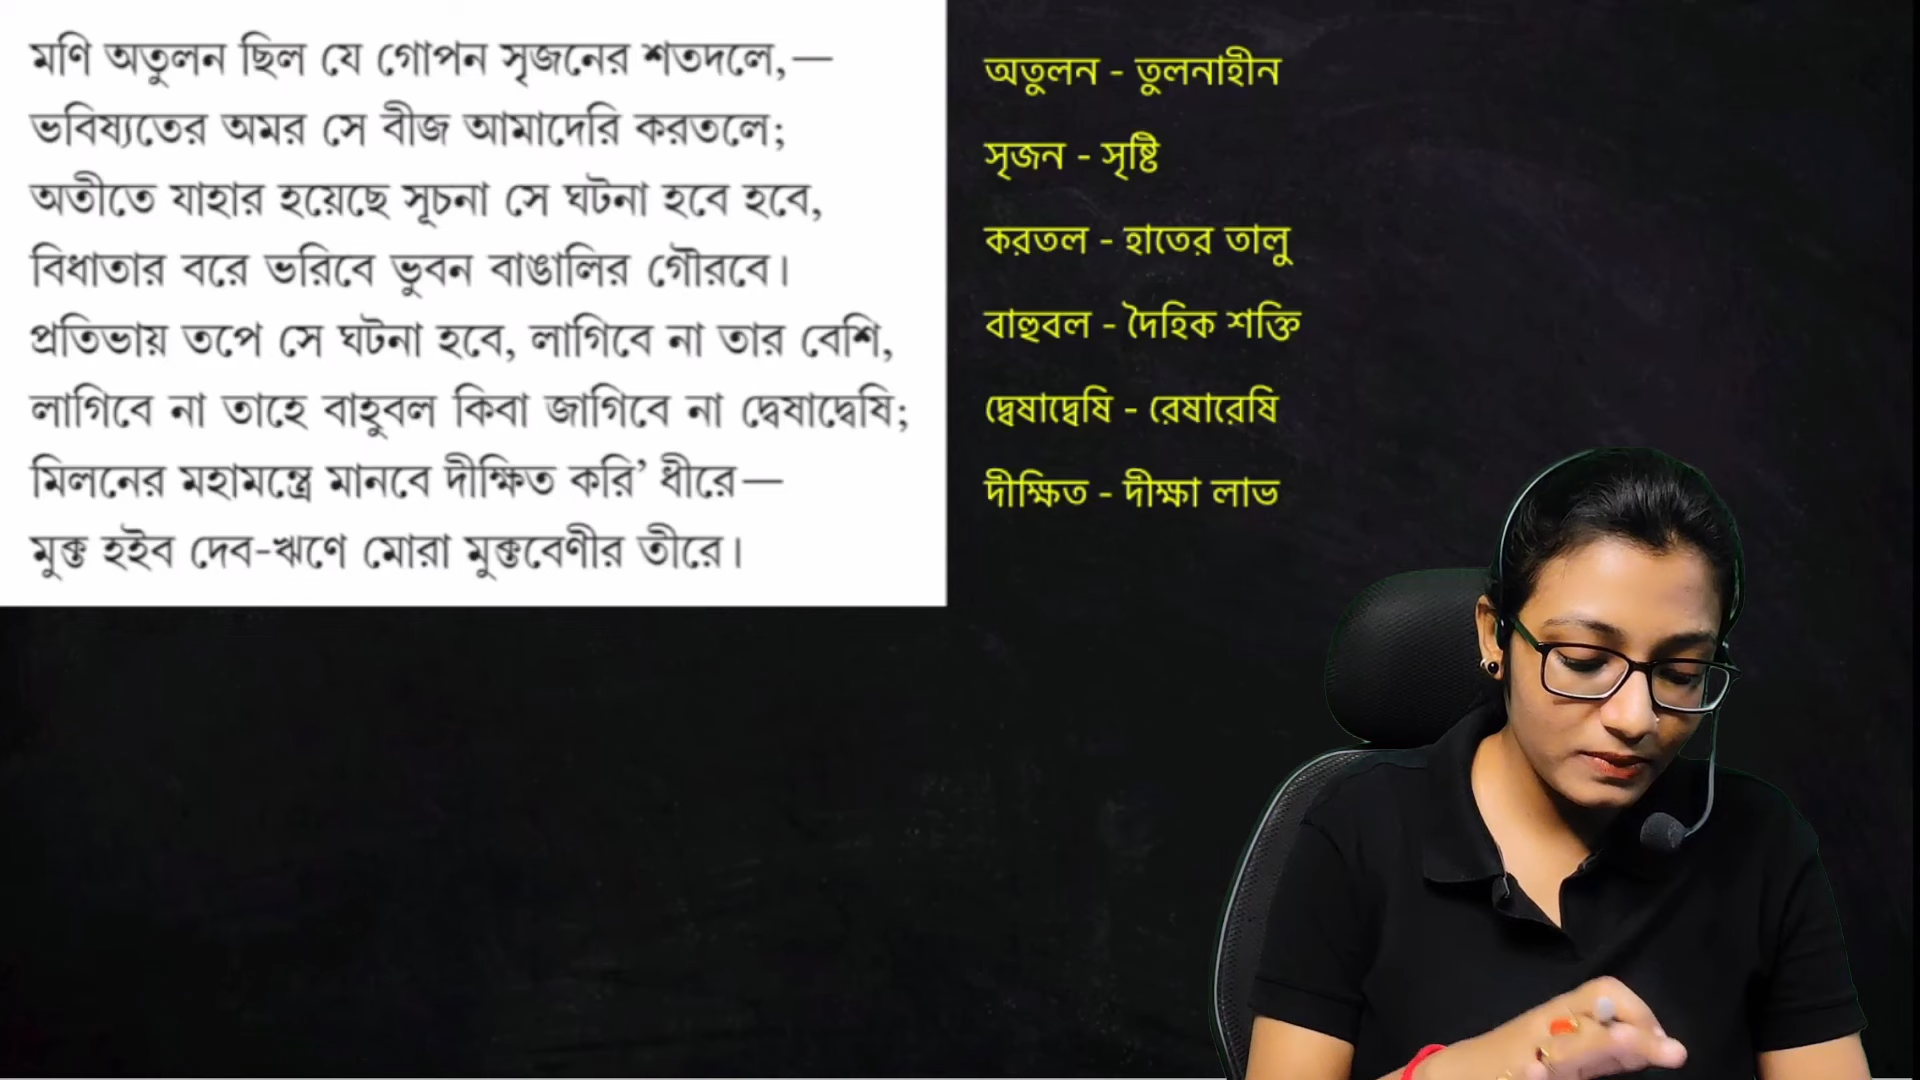 মণি অতুলন ছিল যে গোপন সৃজনের শতদলে,—
ভবিষ্যতের অমর সে বীজ আমাদেরি করতলে;
অতীতে যাহার হয়েছে সূচনা সে ঘটনা হবে হবে,
বিধাতার বরে ভরিবে ভুবন বাঙালির গৌরবে।
প্রতিভায় তপে সে ঘটনা হবে, লাগিবে না তার বেশি,
লাগিবে না তাহে বাহুবল কিবা জাগিবে না দ্বেষাদ্বেষি;
মিলনের মহামন্ত্রে মানবে দীক্ষিত করি’ ধীরে—
মুক্ত হইব দেব-ঋণে মোরা মুক্তবেণীর তীরে।
অতুলন - তুলনাহীন
সৃজন - সৃষ্টি
করতল - হাতের তালু
বাহুবল - দৈহিক শক্তি
দ্বেষাদ্বেষি - রেষারেষি
দীক্ষিত - দীক্ষা লাভ